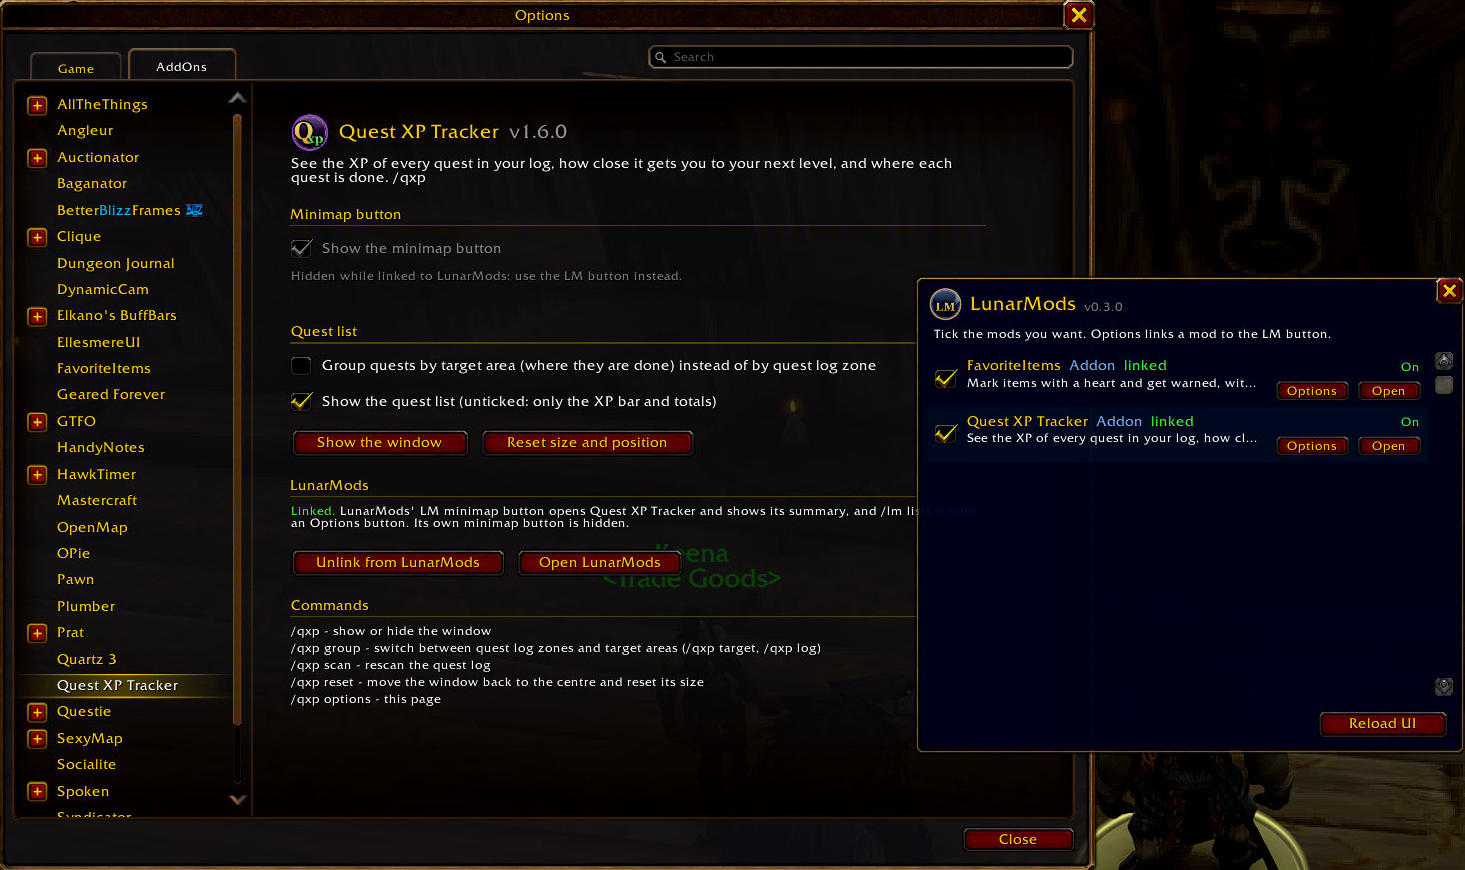 Options
Game
AddOns
Search
AllTheThings
Angleur
Auctionator
Baganator
BetterBlizzFrames
Clique
Dungeon Journal
DynamicCam
Elkano's BuffBars
EllesmereUI
FavoriteItems
Geared Forever
GTFO
HandyNotes
HawkTimer
Mastercraft
OpenMap
OPie
Pawn
Plumber
Prat
Quartz 3
Quest XP Tracker
Questie
SexyMap
Socialite
Spoken
Syndicator
Qxp
Quest XP Tracker v1.6.0
See the XP of every quest in your log, how close it gets you to your next level, and where each
quest is done. /qxp
Minimap button
Show the minimap button
Hidden while linked to LunarMods: use the LM button instead.
Quest list
Group quests by target area (where they are done) instead of by quest log zone
Show the quest list (unticked: only the XP bar and totals)
Show the window
Reset size and position
LunarMods
Linked. LunarMods' LM minimap button opens Quest XP Tracker and shows its summary, and /lm lists it with
an Options button. Its own minimap button is hidden.
Unlink from LunarMods
Open LunarMods
<Trade Goods>
Commands
/qxp - show or hide the window
/qxp group - switch between quest log zones and target areas (/qxp target, /qxp log)
/qxp scan - rescan the quest log
/qxp reset - move the window back to the centre and reset its size
/qxp options - this page
Close
LM
LunarMods v0.3.0
Tick the mods you want. Options links a mod to the LM button.
FavoriteItems Addon linked
On
Mark items with a heart and get warned, wit...
Options
Open
Quest XP Tracker Addon linked
On
See the XP of every quest in your log, how cl...
Options
Open
Reload UI